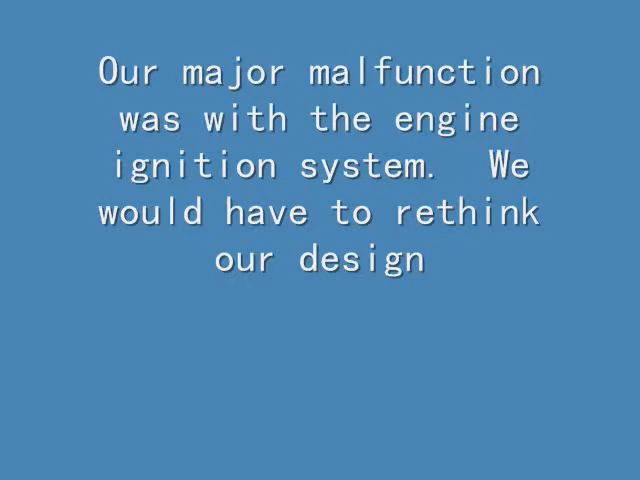 Our major malfunction
was with the engine
ignition system.  We
would have to rethink
our design